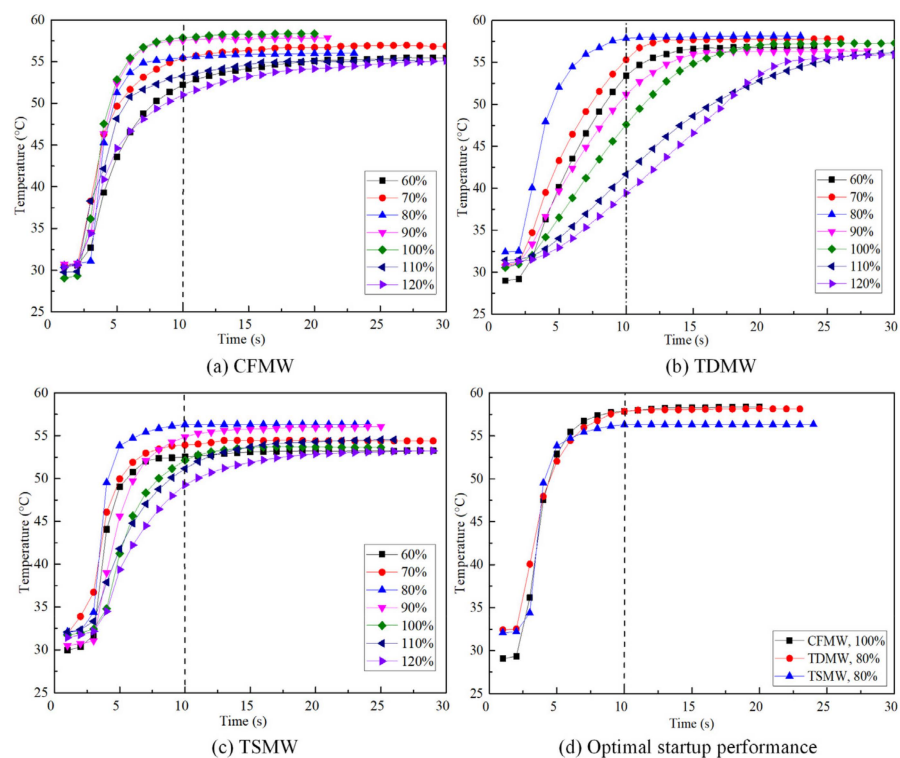 60
55
50
45
40
35
30
25
Temperature (°C)
0 5 10 15 20 25 30
Time (s)
60%
70%
80%
90%
100%
110%
120%
(a) CFMW
60
55
50
45
40
35
30
25
Temperature (°C)
0 5 10 15 20 25 30
Time (s)
60%
70%
80%
90%
100%
110%
120%
(b) TDMW
60
55
50
45
40
35
30
25
Temperature (°C)
0 5 10 15 20 25 30
Time (s)
60%
70%
80%
90%
100%
110%
120%
(c) TSMW
60
55
50
45
40
35
30
25
Temperature (°C)
0 5 10 15 20 25 30
Time (s)
CFMW, 100%
TDMW, 80%
TSMW, 80%
(d) Optimal startup performance